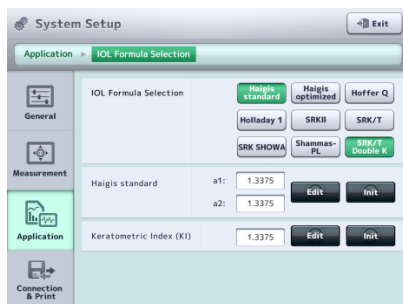 System Setup
Exit
Application » IOL Formula Selection
General
Measurement
Application
Connection
& Print
IOL Formula Selection
Haigis
standard
Haigis
optimized
Hoffer Q
Holladay 1
SRKII
SRK/T
SRK SHOWA
Shammas-
PL
SRK/T
Double K
Haigis standard
a1:
1.3375
a2:
1.3375
Edit
Init
Keratometric Index (KI)
1.3375
Edit
Init